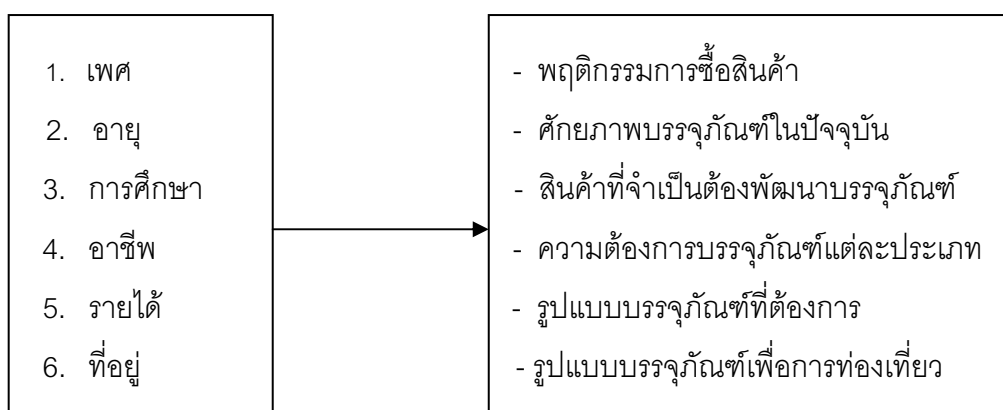 1. เพศ
2. อายุ
3. การศึกษา
4. อาชีพ
5. รายได้
6. ที่อยู่
- พฤติกรรมการซื้อสินค้า
- ศักยภาพบรรจุภัณฑ์ในปัจจุบัน
- สินค้าที่จำเป็นต้องพัฒนาบรรจุภัณฑ์
- ความต้องการบรรจุภัณฑ์แต่ละประเภท
- รูปแบบบรรจุภัณฑ์ที่ต้องการ
- รูปแบบบรรจุภัณฑ์เพื่อการท่องเที่ยว